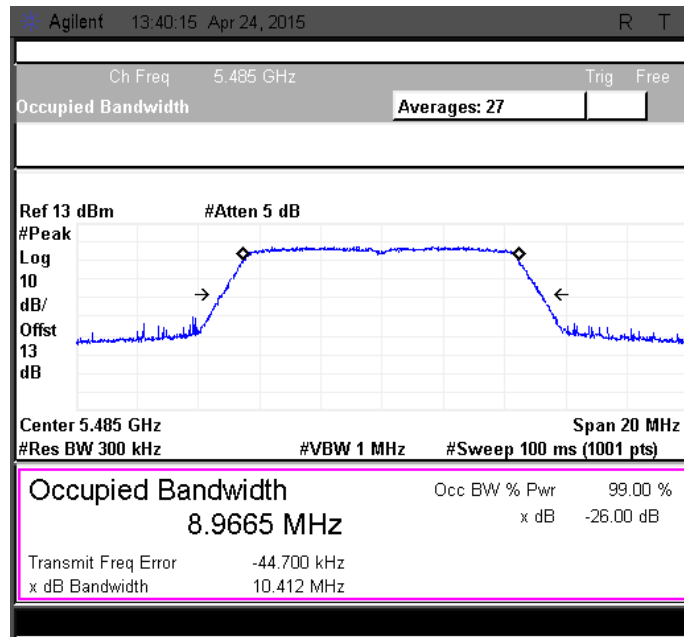 Agilent 13:40:15 Apr 24, 2015 R T
Ch Freq 5.485 GHz Trig Free
Occupied Bandwidth Averages: 27
Ref 13 dBm #Atten 5 dB
#Peak
Log
10
dB/
Offst
13
dB
Center 5.485 GHz Span 20 MHz
#Res BW 300 kHz #VBW 1 MHz #Sweep 100 ms (1001 pts)
Occupied Bandwidth Occ BW % Pwr 99.00 %
8.9665 MHz x dB -26.00 dB
Transmit Freq Error -44.700 kHz
x dB Bandwidth 10.412 MHz